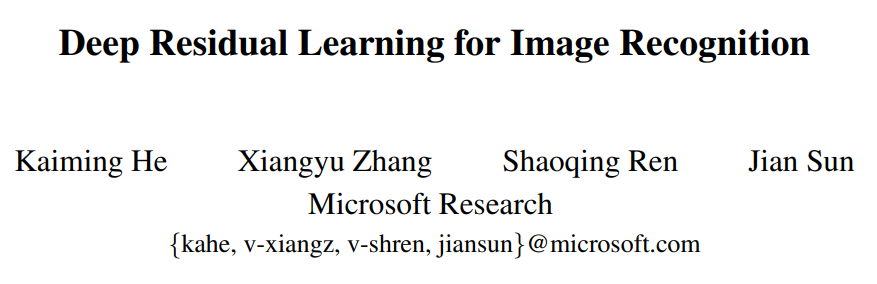 Deep Residual Learning for Image Recognition
Kaiming He Xiangyu Zhang Shaoqing Ren Jian Sun
Microsoft Research
{kahe, v-xiangz, v-shren, jiansun}@microsoft.com